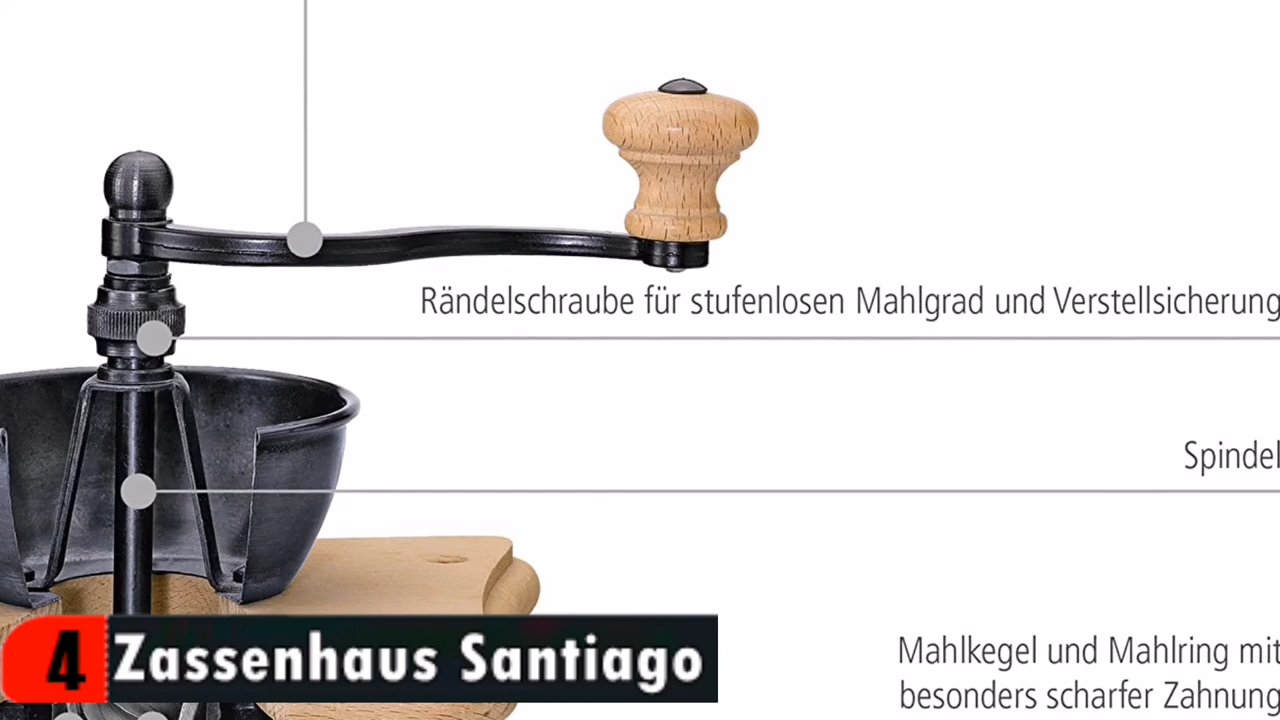 Rändelschraube für stufenlosen Mahlgrad und Verstellsicherung
Spindel
Mahlkegel und Mahlring mit
besonders scharfer Zahnung
4 Zassenhaus Santiago